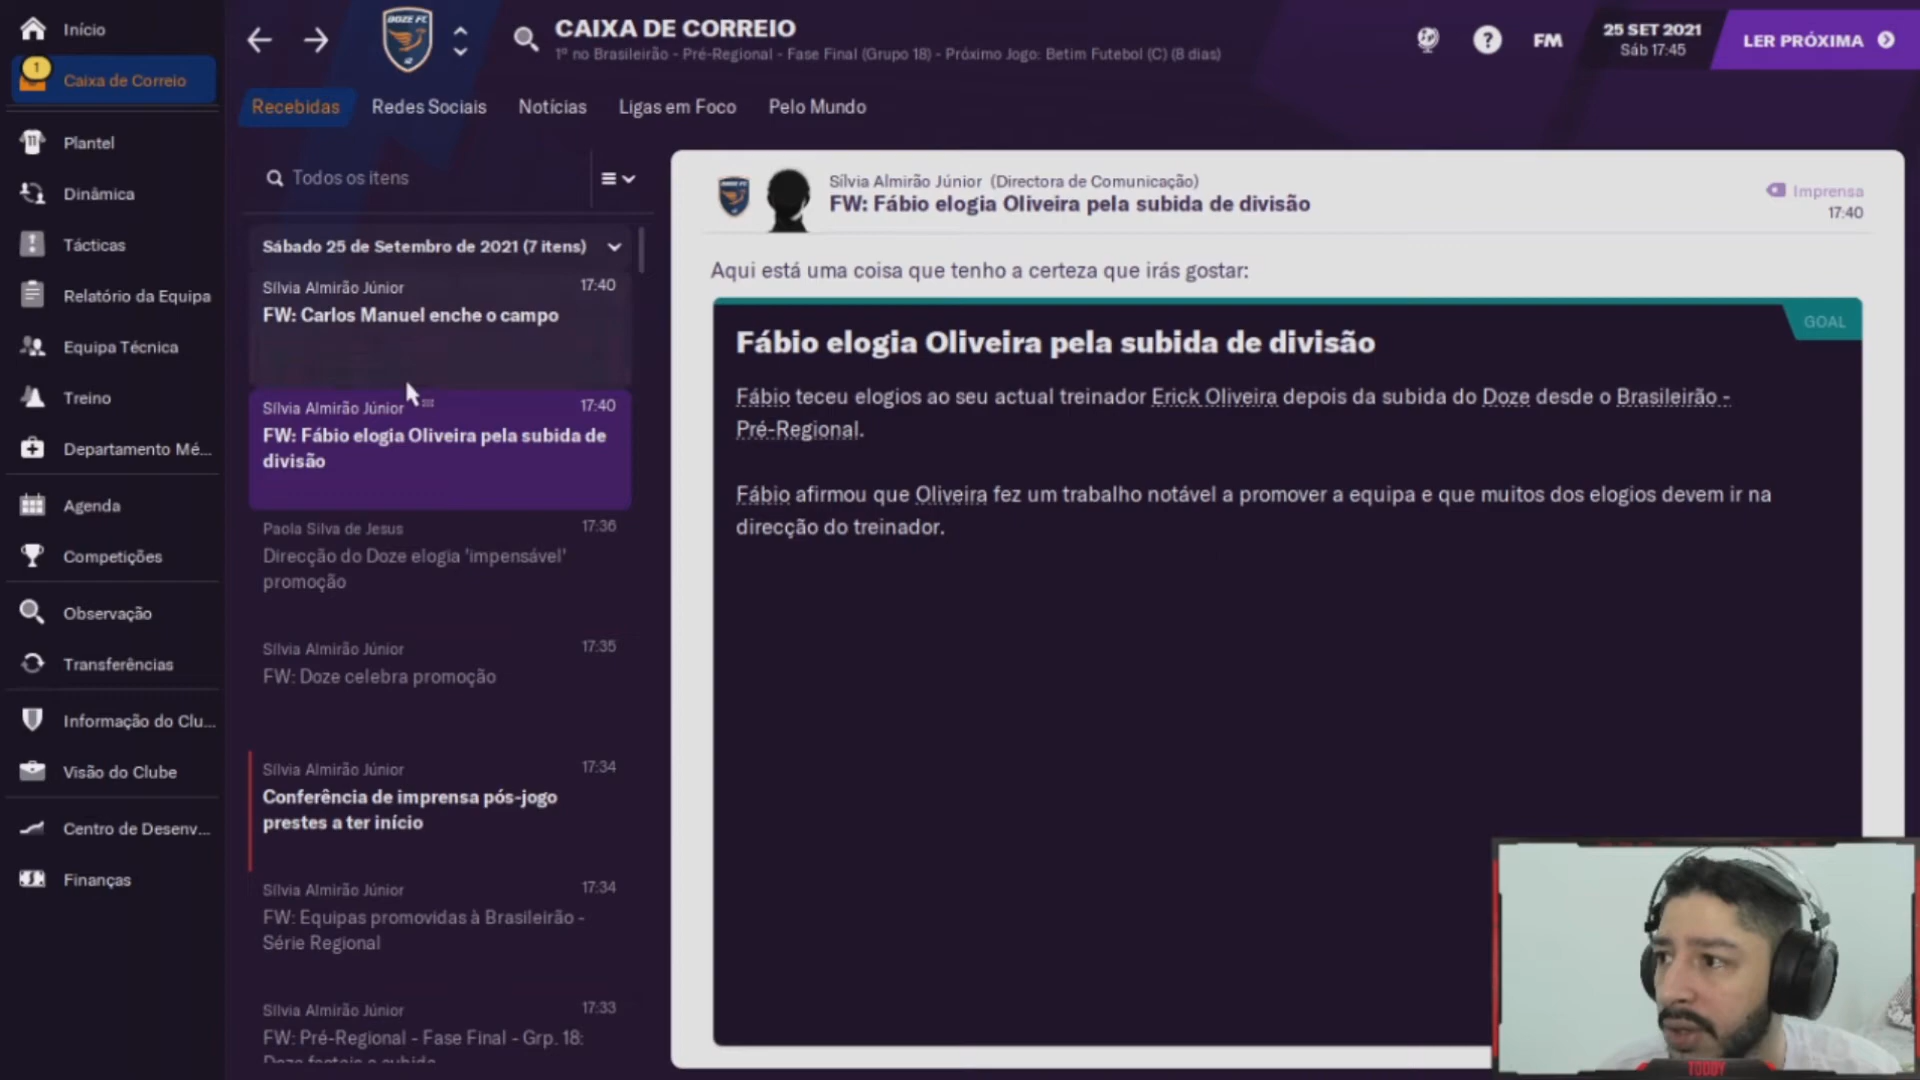 Início
1
Caixa de Correio
Plantel
Dinâmica
Tácticas
Relatório da Equipa
Equipa Técnica
Treino
Departamento Mé...
Agenda
Competições
Observação
Transferências
Informação do Clu...
Visão do Clube
Centro de Desenv...
Finanças
DOZE FC
CAIXA DE CORREIO
1º no Brasileirão - Pré-Regional - Fase Final (Grupo 18) - Próximo Jogo: Betim Futebol (C) (8 dias)
?
FM
25 SET 2021
Sáb 17:45
LER PRÓXIMA
Recebidas
Redes Sociais
Notícias
Ligas em Foco
Pelo Mundo
Todos os itens
Sábado 25 de Setembro de 2021 (7 itens)
Sílvia Almirão Júnior 17:40
FW: Carlos Manuel enche o campo
Sílvia Almirão Júnior 17:40
FW: Fábio elogia Oliveira pela subida de
divisão
Paola Silva de Jesus 17:36
Direcção do Doze elogia 'impensável'
promoção
Sílvia Almirão Júnior 17:35
FW: Doze celebra promoção
Sílvia Almirão Júnior 17:34
Conferência de imprensa pós-jogo
prestes a ter início
Sílvia Almirão Júnior 17:34
FW: Equipas promovidas à Brasileirão -
Série Regional
Sílvia Almirão Júnior 17:33
FW: Pré-Regional - Fase Final - Grp. 18:
Doze festeja a subida
Sílvia Almirão Júnior (Directora de Comunicação)
FW: Fábio elogia Oliveira pela subida de divisão
Imprensa
17:40
Aqui está uma coisa que tenho a certeza que irás gostar:
GOAL
Fábio elogia Oliveira pela subida de divisão
Fábio teceu elogios ao seu actual treinador Erick Oliveira depois da subida do Doze desde o Brasileirão -
Pré-Regional.
Fábio afirmou que Oliveira fez um trabalho notável a promover a equipa e que muitos dos elogios devem ir na
direcção do treinador.
TODDY